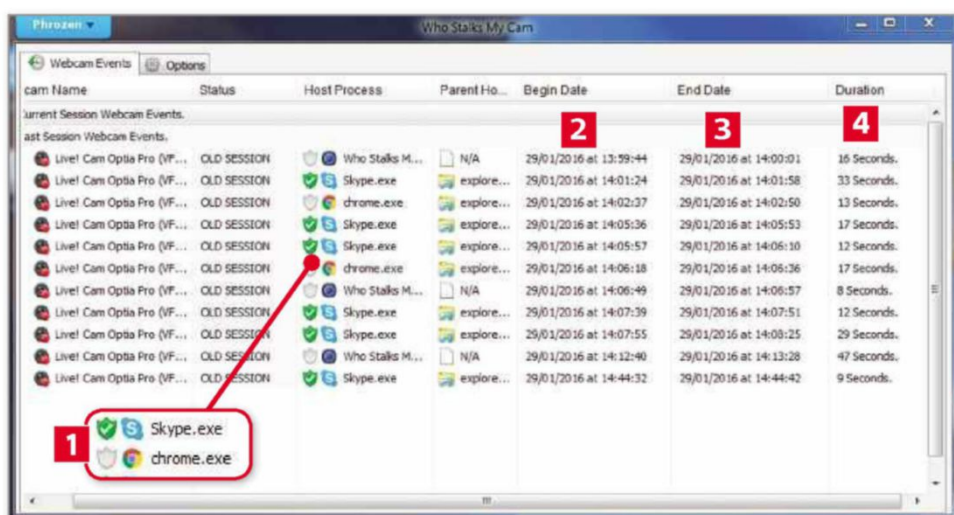 Phrozen
Who Stalks My Cam
Webcam Events Options
cam Name Status Host Process Parent Ho... Begin Date End Date Duration
urrent Session Webcam Events.
2 3 4
ast Session Webcam Events.
Live! Cam Optia Pro (VF... OLD SESSION Who Stalks M... N/A 29/01/2016 at 13:59:44 29/01/2016 at 14:00:01 16 Seconds.
Live! Cam Optia Pro (VF... OLD SESSION Skype.exe explore... 29/01/2016 at 14:01:24 29/01/2016 at 14:01:58 33 Seconds.
Live! Cam Optia Pro (VF... OLD SESSION chrome.exe explore... 29/01/2016 at 14:02:37 29/01/2016 at 14:02:50 13 Seconds.
Live! Cam Optia Pro (VF... OLD SESSION Skype.exe explore... 29/01/2016 at 14:05:36 29/01/2016 at 14:05:53 17 Seconds.
Live! Cam Optia Pro (VF... OLD SESSION Skype.exe explore... 29/01/2016 at 14:05:57 29/01/2016 at 14:06:10 12 Seconds.
Live! Cam Optia Pro (VF... OLD SESSION chrome.exe explore... 29/01/2016 at 14:06:18 29/01/2016 at 14:06:36 17 Seconds.
Live! Cam Optia Pro (VF... OLD SESSION Who Stalks M... N/A 29/01/2016 at 14:06:49 29/01/2016 at 14:06:57 8 Seconds.
Live! Cam Optia Pro (VF... OLD SESSION Skype.exe explore... 29/01/2016 at 14:07:39 29/01/2016 at 14:07:51 12 Seconds.
Live! Cam Optia Pro (VF... OLD SESSION Skype.exe explore... 29/01/2016 at 14:07:55 29/01/2016 at 14:08:25 29 Seconds.
Live! Cam Optia Pro (VF... OLD SESSION Who Stalks M... N/A 29/01/2016 at 14:12:40 29/01/2016 at 14:13:28 47 Seconds.
Live! Cam Optia Pro (VF... OLD SESSION Skype.exe explore... 29/01/2016 at 14:44:32 29/01/2016 at 14:44:42 9 Seconds.
1
Skype.exe
chrome.exe